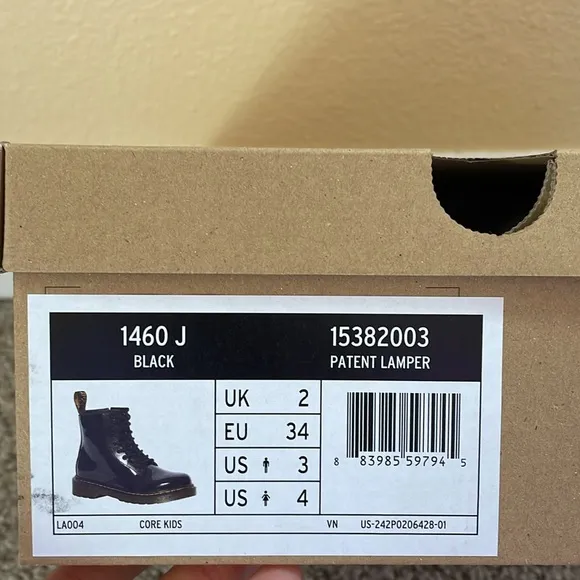 1460 J
BLACK
15382003
PATENT LAMPER
UK 2
EU 34
US 3
US 4
8 83985 59794 5
LA004 CORE KIDS VN US-242P0206428-01